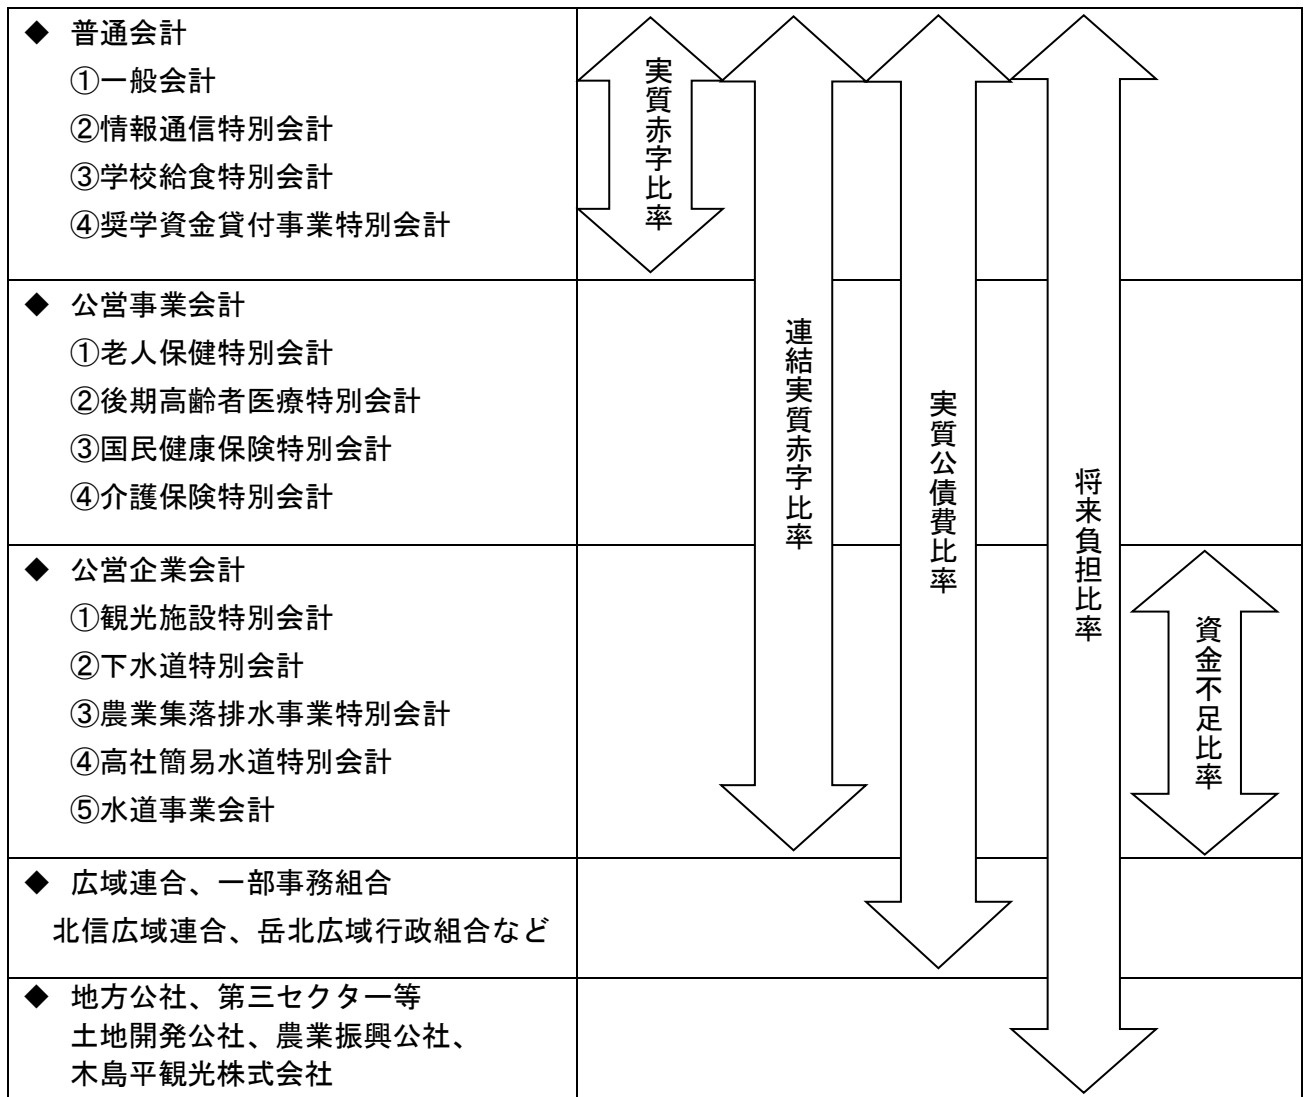 ◆ 普通会計
①一般会計
②情報通信特別会計
③学校給食特別会計
④奨学資金貸付事業特別会計
◆ 公営事業会計
①老人保健特別会計
②後期高齢者医療特別会計
③国民健康保険特別会計
④介護保険特別会計
◆ 公営企業会計
①観光施設特別会計
②下水道特別会計
③農業集落排水事業特別会計
④高社簡易水道特別会計
⑤水道事業会計
◆ 広域連合、一部事務組合
北信広域連合、岳北広域行政組合など
◆ 地方公社、第三セクター等
土地開発公社、農業振興公社、
木島平観光株式会社
実質赤字比率
連結実質赤字比率
実質公債費比率
将来負担比率
資金不足比率